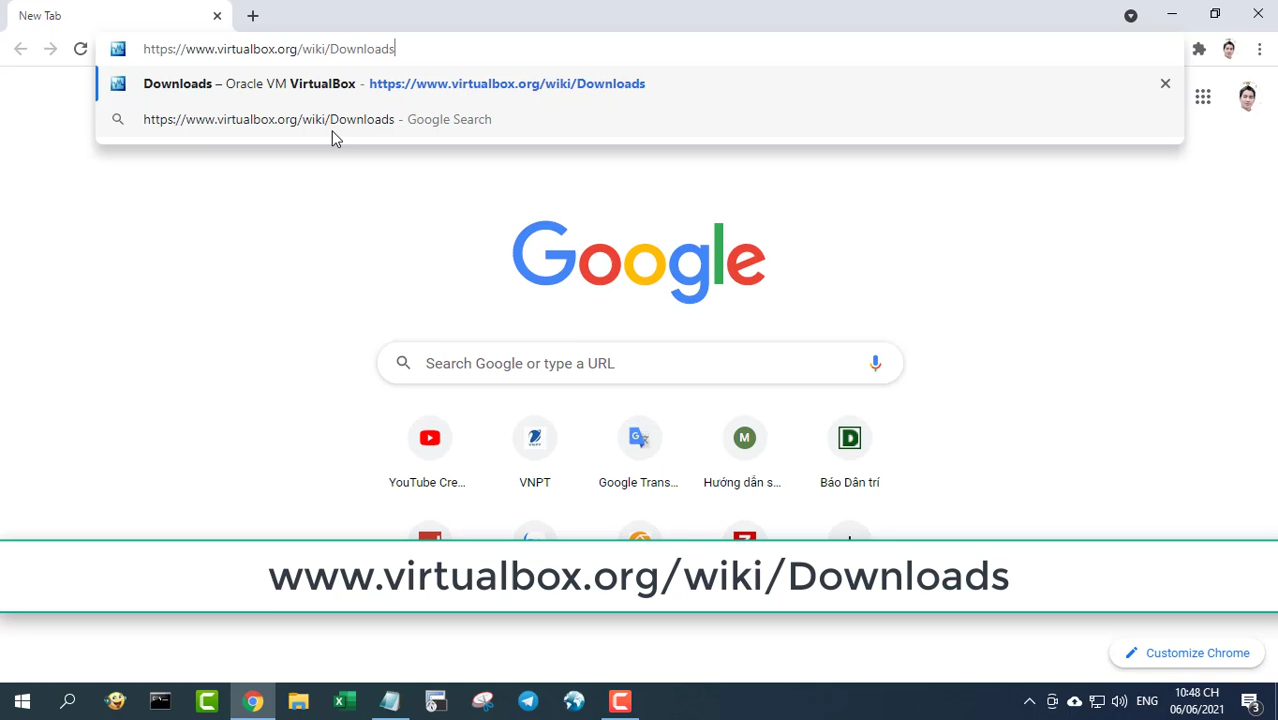 New Tab
https://www.virtualbox.org/wiki/Downloads
Downloads – Oracle VM VirtualBox - https://www.virtualbox.org/wiki/Downloads
https://www.virtualbox.org/wiki/Downloads - Google Search
Google
Search Google or type a URL
YouTube Cre...
VNPT
Google Trans...
M
Hướng dẫn s...
D
Báo Dân trí
www.virtualbox.org/wiki/Downloads
Customize Chrome
ENG
10:48 CH
06/06/2021
3